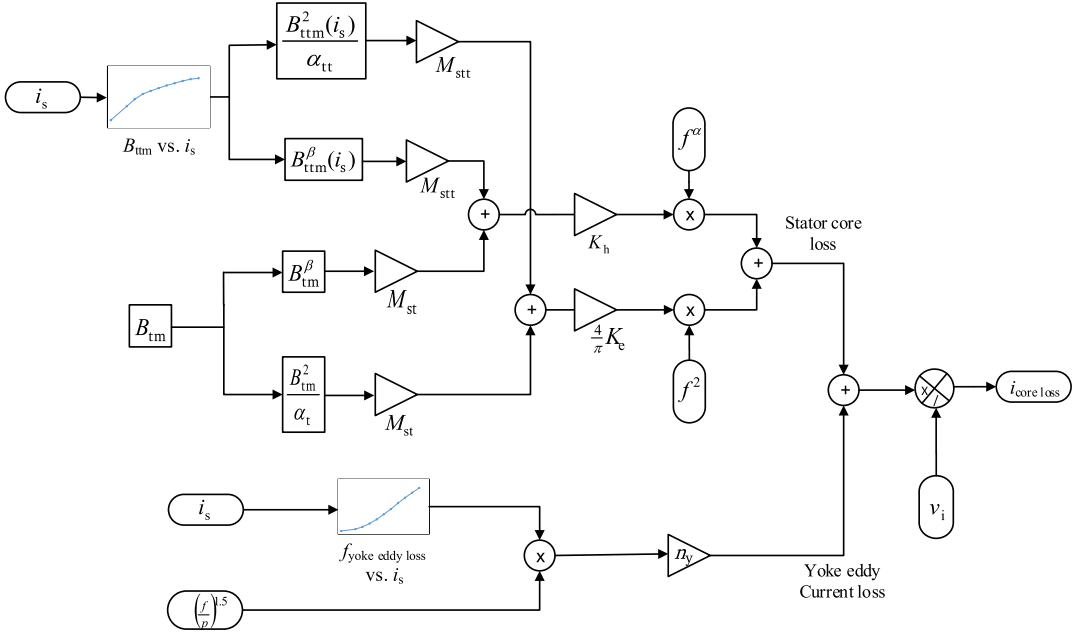 i_s
B_ttm vs. i_s
B²_ttm(i_s) / α_tt
M_stt
B^β_ttm(i_s)
M_stt
+
K_h
f^α
x
Stator core
loss
+
B_tm
B^β_tm
M_st
B²_tm / α_t
M_st
+
4/π K_e
x
f²
+
x /
i_core loss
v_i
i_s
f_yoke eddy loss
vs. i_s
(f/p)^1.5
x
n_y
Yoke eddy
Current loss